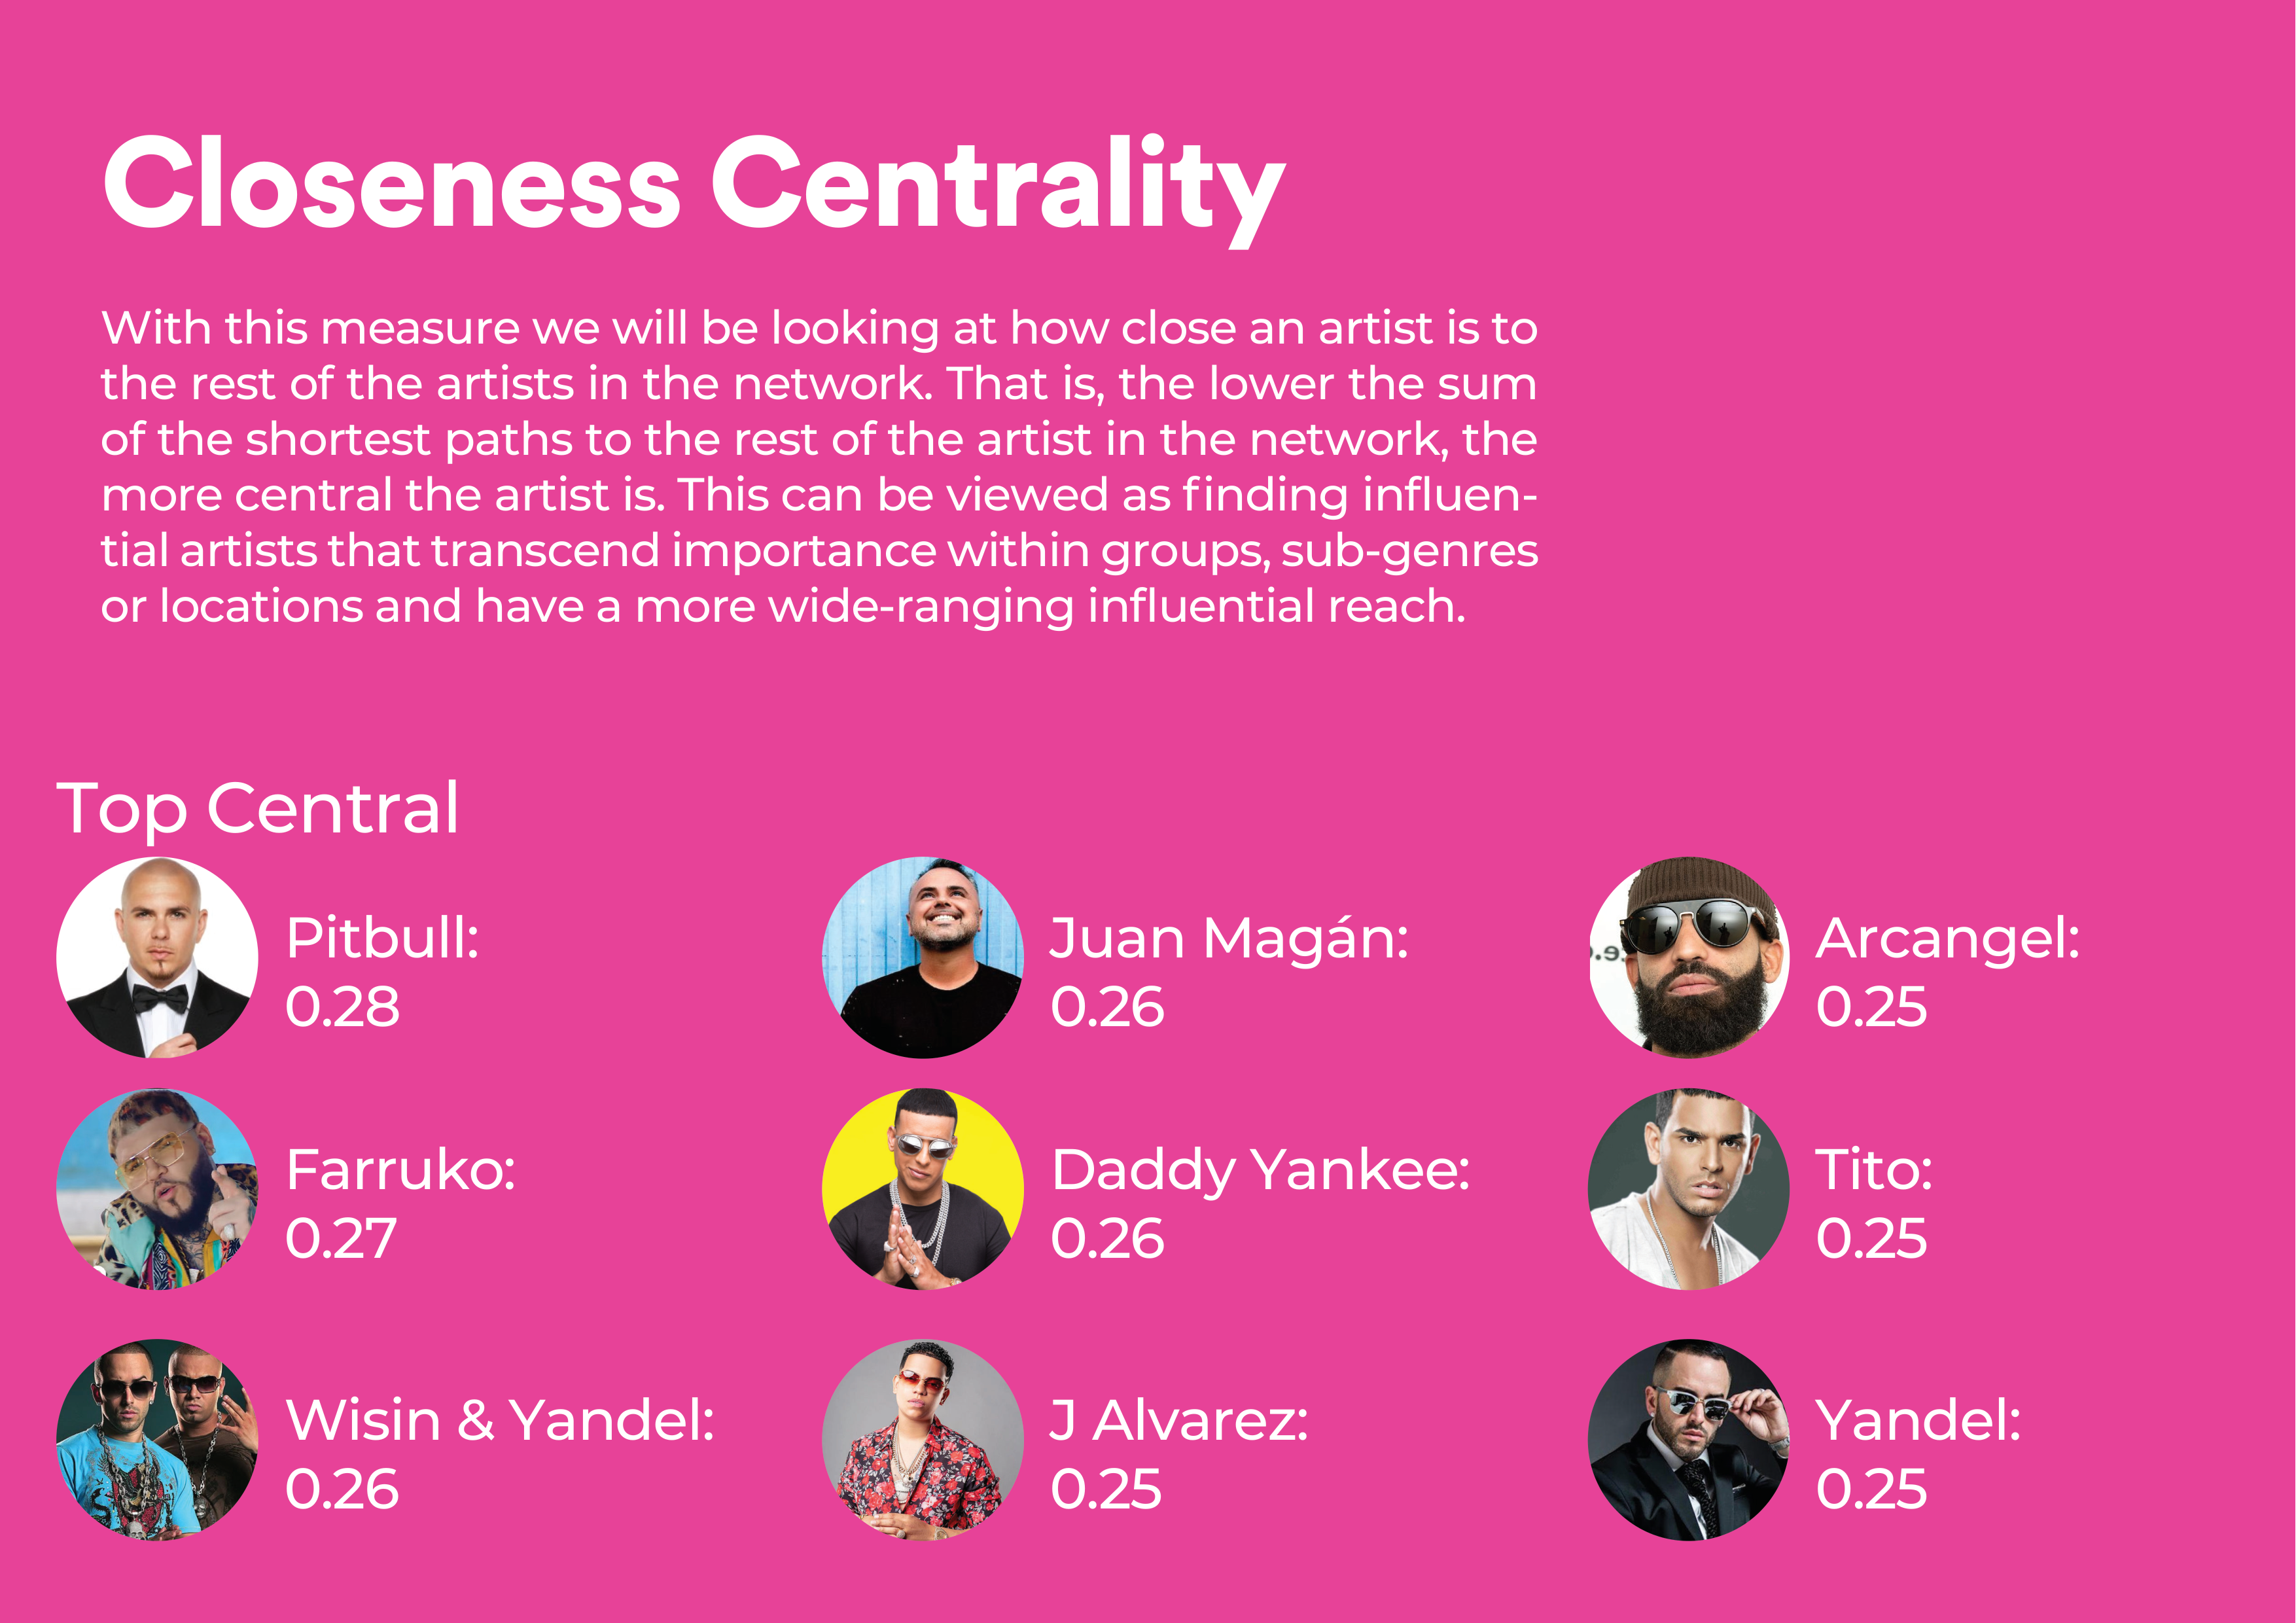 Closeness Centrality
With this measure we will be looking at how close an artist is to
the rest of the artists in the network. That is, the lower the sum
of the shortest paths to the rest of the artist in the network, the
more central the artist is. This can be viewed as finding influen-
tial artists that transcend importance within groups, sub-genres
or locations and have a more wide-ranging influential reach.
Top Central
Pitbull:
0.28
Farruko:
0.27
Wisin & Yandel:
0.26
Juan Magán:
0.26
Daddy Yankee:
0.26
J Alvarez:
0.25
Arcangel:
0.25
Tito:
0.25
Yandel:
0.25